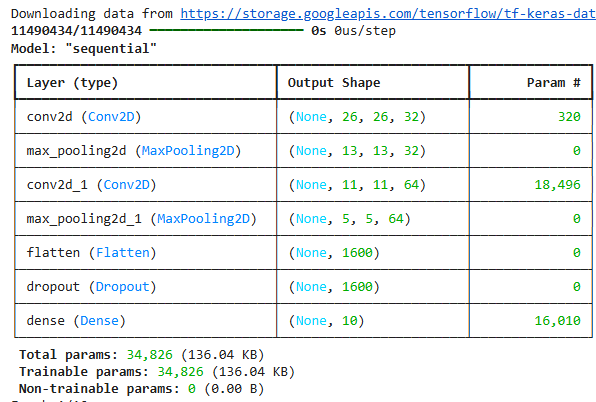 Downloading data from https://storage.googleapis.com/tensorflow/tf-keras-dat
11490434/11490434 0s 0us/step
Model: "sequential"
Layer (type) Output Shape Param #
conv2d (Conv2D) (None, 26, 26, 32) 320
max_pooling2d (MaxPooling2D) (None, 13, 13, 32) 0
conv2d_1 (Conv2D) (None, 11, 11, 64) 18,496
max_pooling2d_1 (MaxPooling2D) (None, 5, 5, 64) 0
flatten (Flatten) (None, 1600) 0
dropout (Dropout) (None, 1600) 0
dense (Dense) (None, 10) 16,010
Total params: 34,826 (136.04 KB)
Trainable params: 34,826 (136.04 KB)
Non-trainable params: 0 (0.00 B)